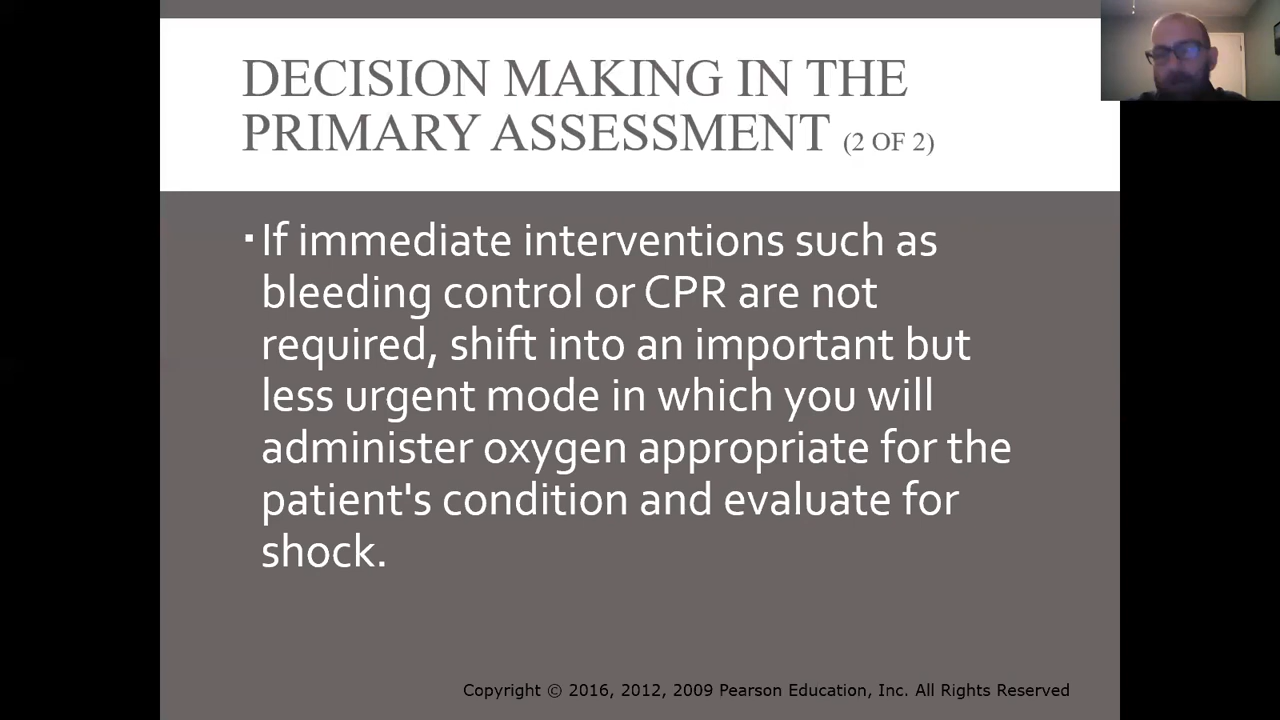 DECISION MAKING IN THE
PRIMARY ASSESSMENT (2 OF 2)
▪ If immediate interventions such as
bleeding control or CPR are not
required, shift into an important but
less urgent mode in which you will
administer oxygen appropriate for the
patient's condition and evaluate for
shock.
Copyright © 2016, 2012, 2009 Pearson Education, Inc. All Rights Reserved